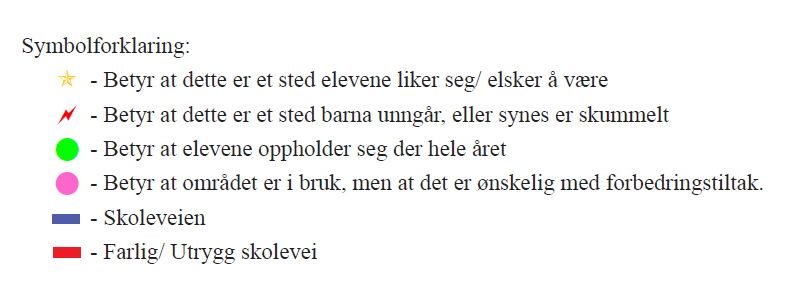 Symbolforklaring:
- Betyr at dette er et sted elevene liker seg/ elsker å være
- Betyr at dette er et sted barna unngår, eller synes er skummelt
- Betyr at elevene oppholder seg der hele året
- Betyr at området er i bruk, men at det er ønskelig med forbedringstiltak.
- Skoleveien
- Farlig/ Utrygg skolevei